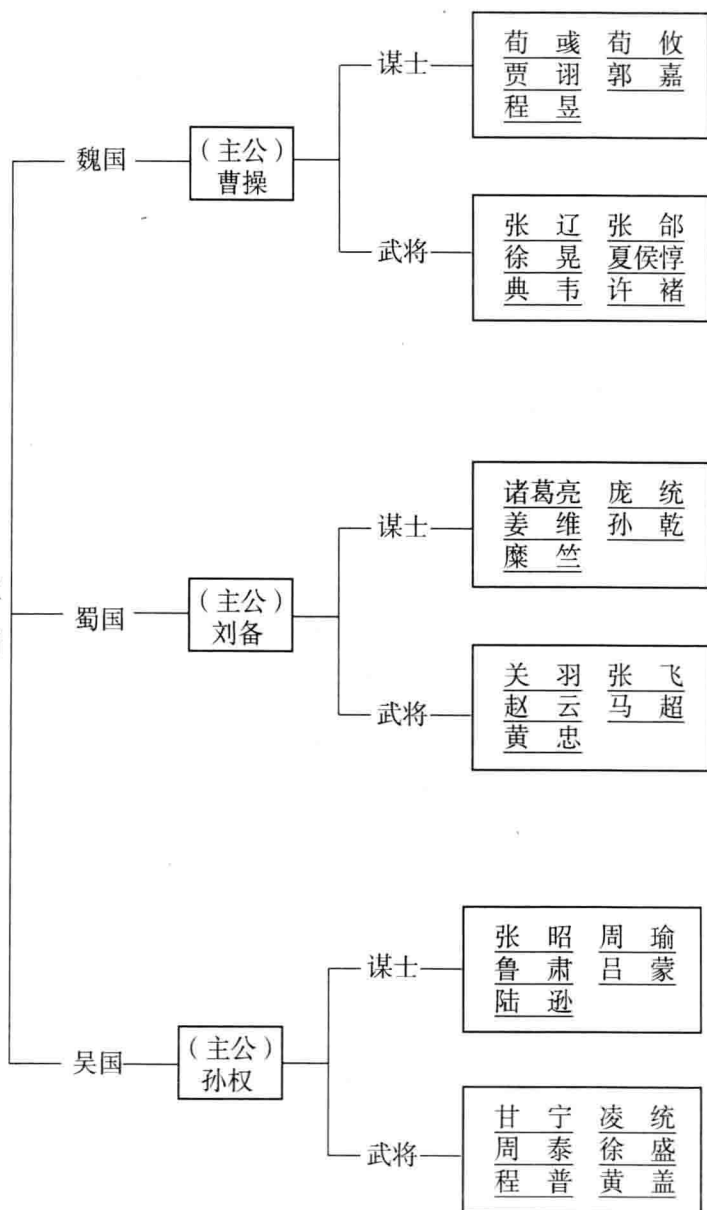 谋士
荀彧 荀攸
贾诩 郭嘉
程昱
魏国
（主公）
曹操
武将
张辽 张郃
徐晃 夏侯惇
典韦 许褚
谋士
诸葛亮 庞统
姜维 孙乾
糜竺
蜀国
（主公）
刘备
武将
关羽 张飞
赵云 马超
黄忠
谋士
张昭 周瑜
鲁肃 吕蒙
陆逊
吴国
（主公）
孙权
武将
甘宁 凌统
周泰 徐盛
程普 黄盖